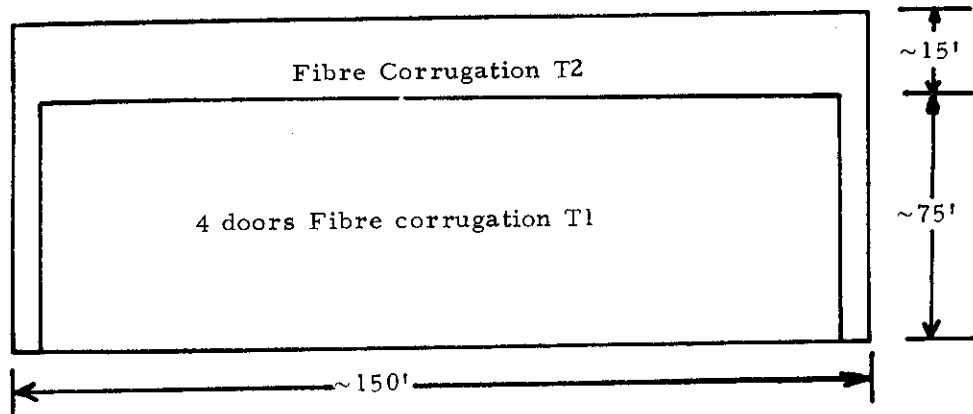 Fibre Corrugation T2
~15'
4 doors Fibre corrugation T1
~75'
~150'